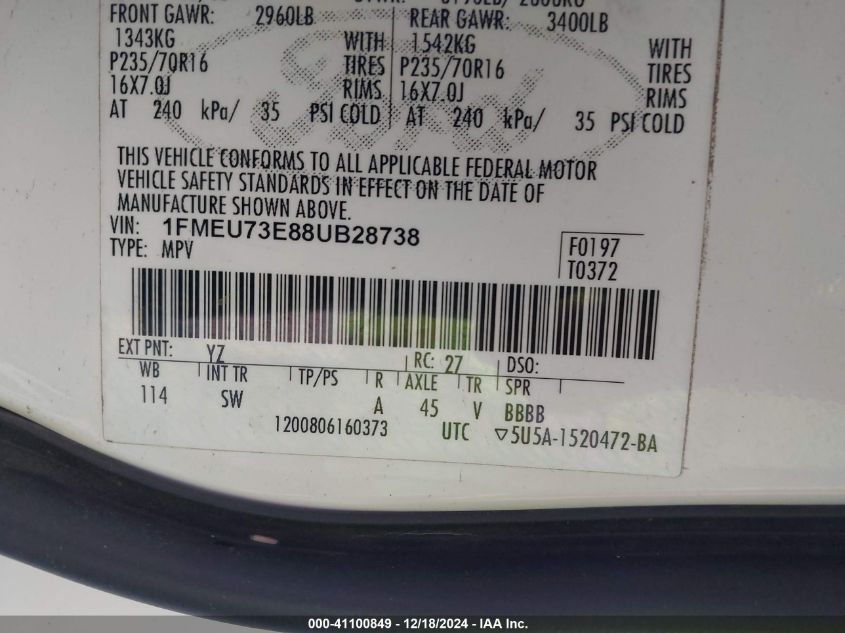 FRONT GAWR: 2960LB REAR GAWR: 3400LB
1343KG WITH 1542KG WITH
P235/70R16 TIRES P235/70R16 TIRES
16X7.0J RIMS 16X7.0J RIMS
AT 240 kPa/ 35 PSI COLD AT 240 kPa/ 35 PSI COLD
THIS VEHICLE CONFORMS TO ALL APPLICABLE FEDERAL MOTOR
VEHICLE SAFETY STANDARDS IN EFFECT ON THE DATE OF
MANUFACTURE SHOWN ABOVE.
VIN: 1FMEU73E88UB28738
TYPE: MPV
F0197
T0372
EXT PNT: YZ RC: 27 DSO:
WB INT TR TP/PS R AXLE TR SPR
114 SW A 45 V BBBB
1200806160373 UTC ▽5U5A-1520472-BA
000-41100849 - 12/18/2024 - IAA Inc.